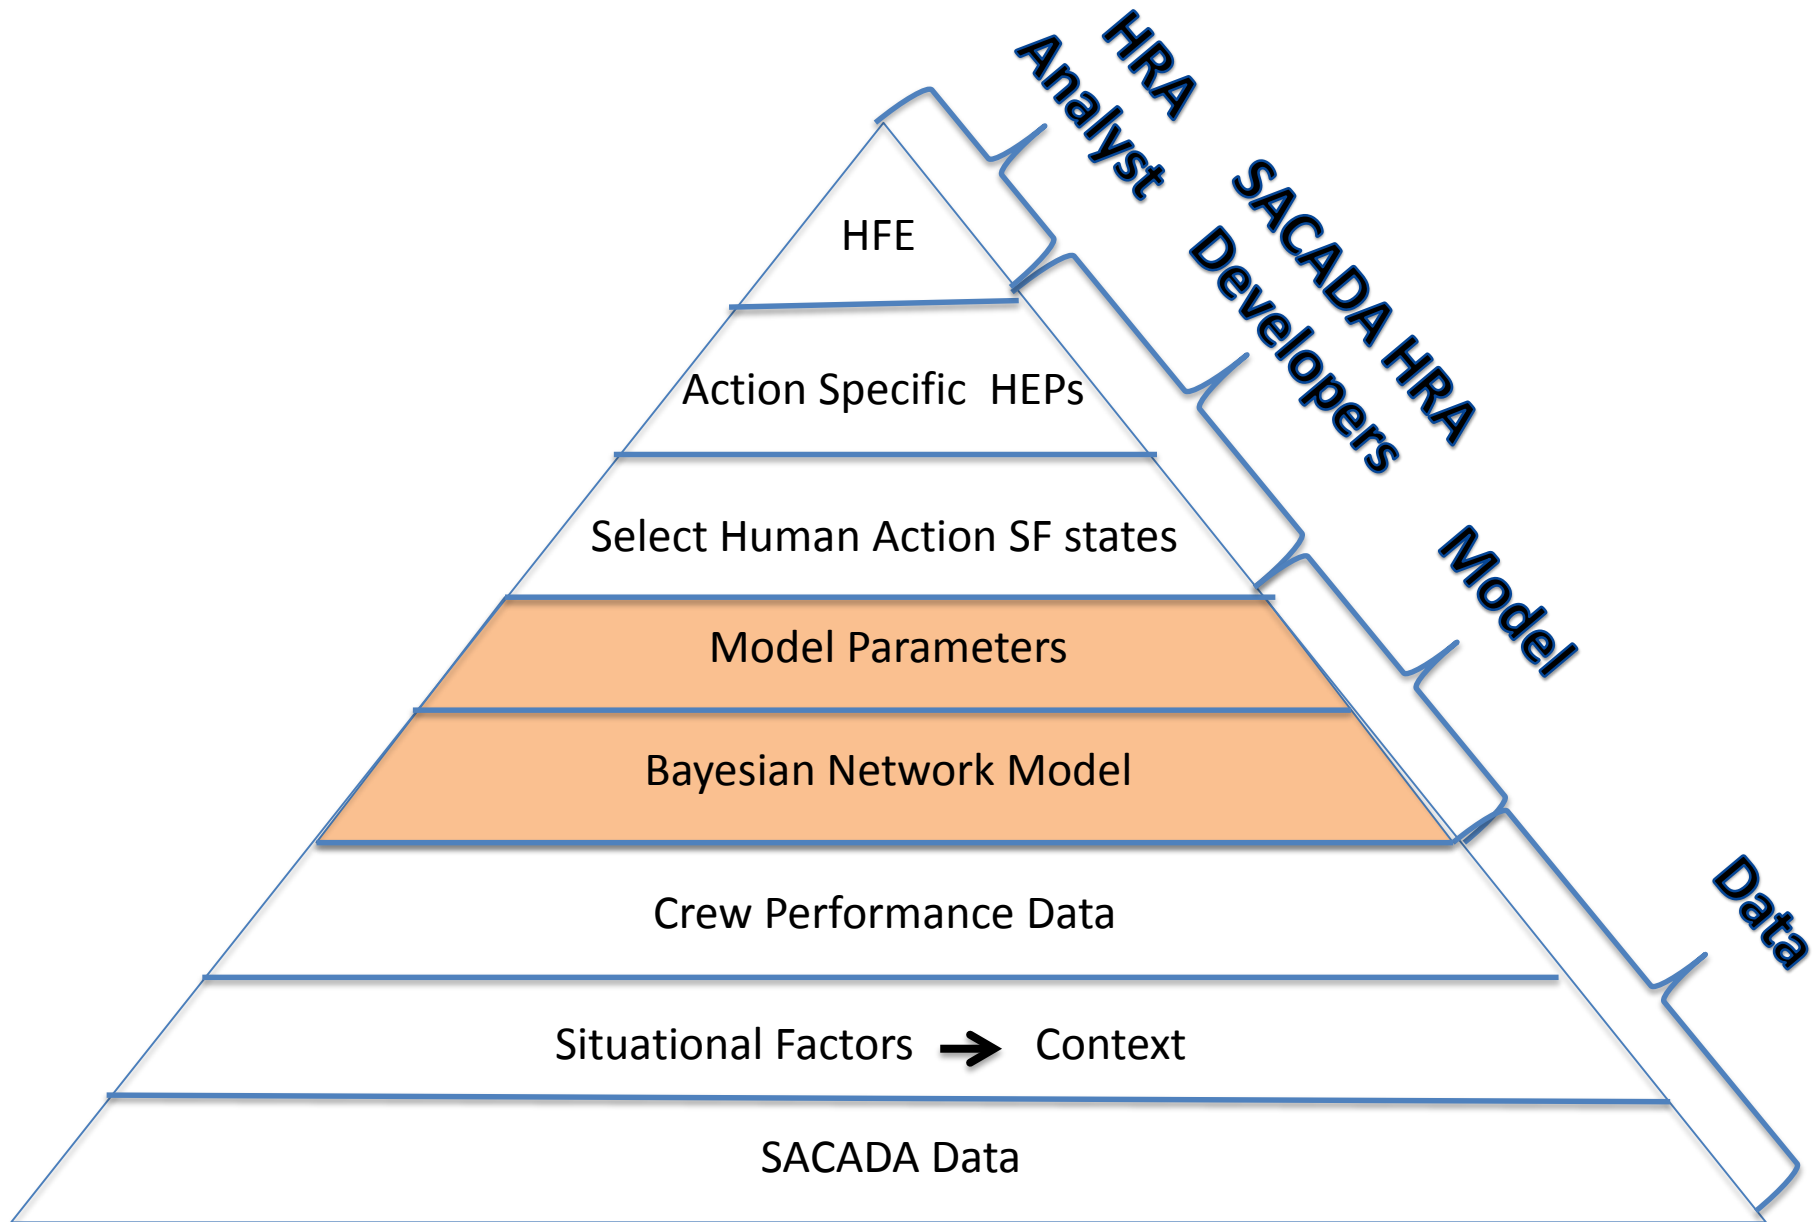 HRA
Analyst
HFE
SACADA HRA
Developers
Action Specific  HEPs
Select Human Action SF states
Model
Model Parameters
Bayesian Network Model
Data
Crew Performance Data
Situational Factors → Context
SACADA Data